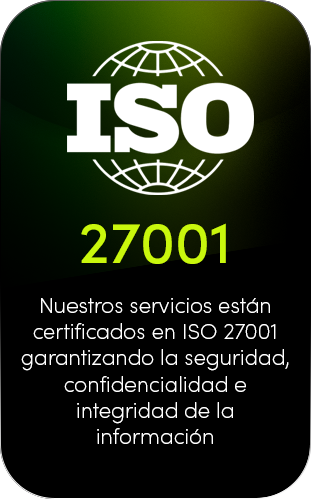 ISO
27001
Nuestros servicios están
certificados en ISO 27001
garantizando la seguridad,
confidencialidad e
integridad de la
información